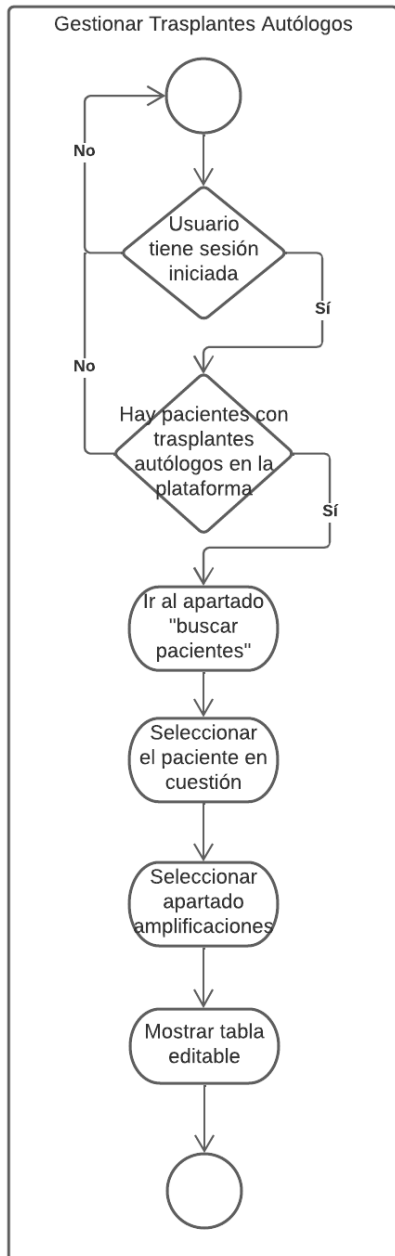 Gestionar Trasplantes Autólogos
No
Usuario
tiene sesión
iniciada
Sí
No
Hay pacientes con
trasplantes
autólogos en la
plataforma
Sí
Ir al apartado
"buscar
pacientes"
Seleccionar
el paciente en
cuestión
Seleccionar
apartado
amplificaciones
Mostrar tabla
editable